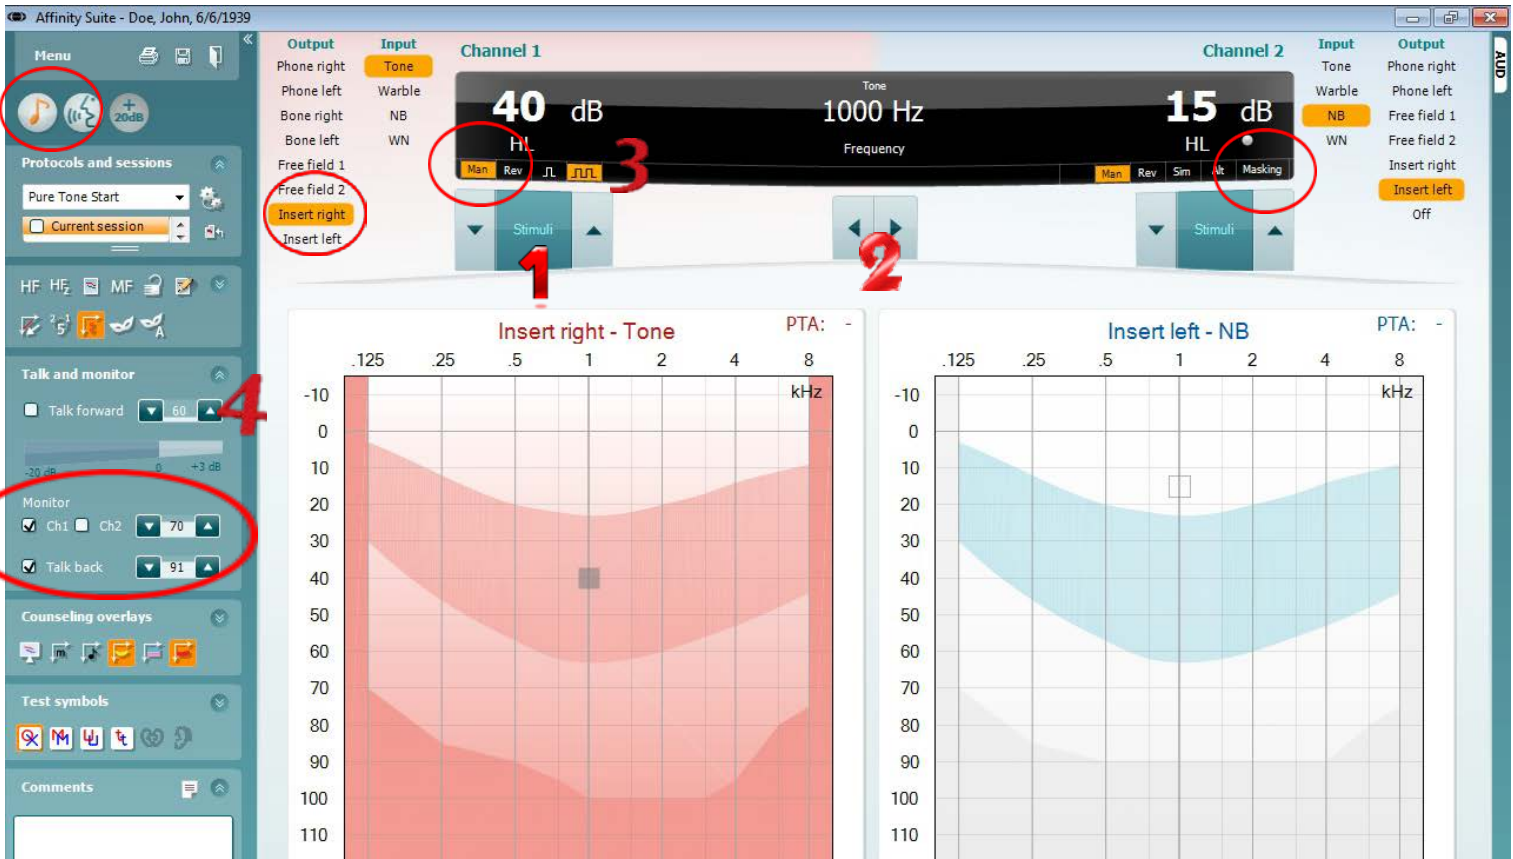 Affinity Suite - Doe, John, 6/6/1939
Menu
+
20dB
Protocols and sessions
Pure Tone Start
Current session
HF HFz MF
2-1
5
A
Talk and monitor
Talk forward 60
-20 dB 0 +3 dB
Monitor
Ch1 Ch2 70
Talk back 91
Counseling overlays
m
Test symbols
Comments
Output
Phone right
Phone left
Bone right
Bone left
Free field 1
Free field 2
Insert right
Insert left
Input
Tone
Warble
NB
WN
Channel 1
40 dB
HL
Man Rev
Tone
1000 Hz
Frequency
Channel 2
15 dB
HL
Man Rev Sim Alt Masking
Input
Tone
Warble
NB
WN
Output
Phone right
Phone left
Free field 1
Free field 2
Insert right
Insert left
Off
AUD
Stimuli
Stimuli
1
2
3
4
Insert right - Tone PTA: -
.125 .25 .5 1 2 4 8
kHz
-10
0
10
20
30
40
50
60
70
80
90
100
110
Insert left - NB PTA: -
.125 .25 .5 1 2 4 8
kHz
-10
0
10
20
30
40
50
60
70
80
90
100
110